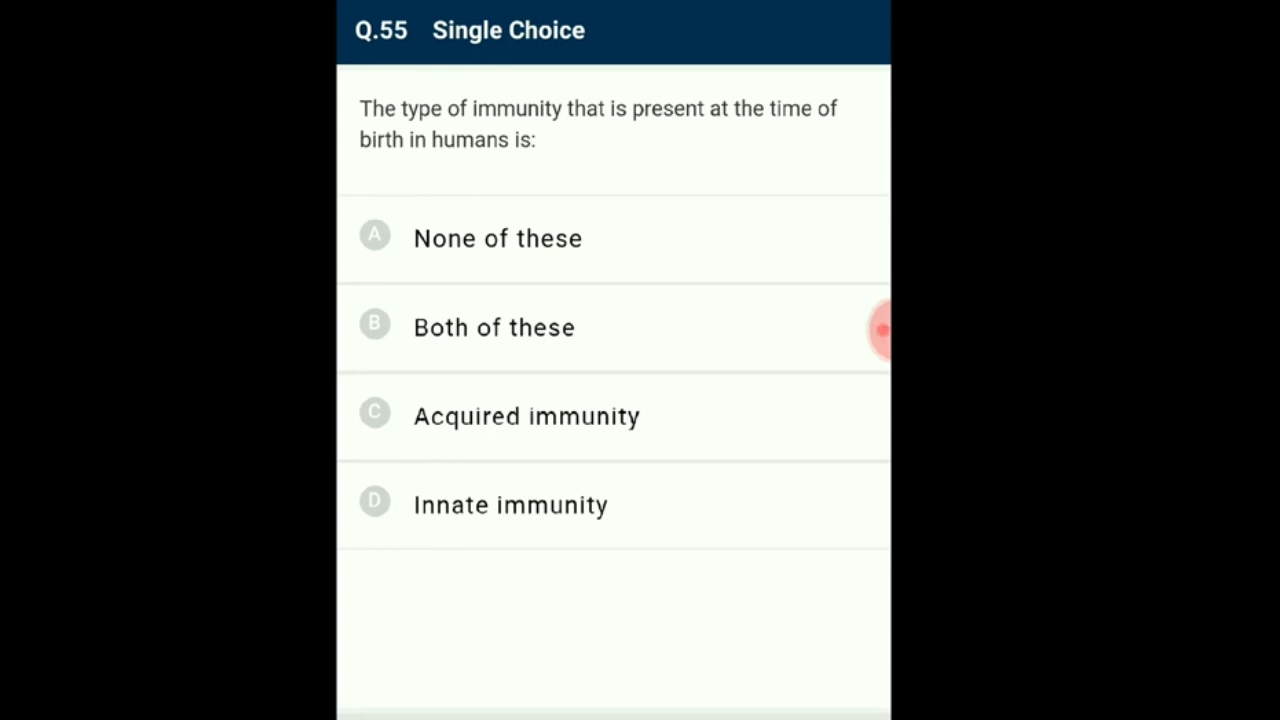 Q.55 Single Choice
The type of immunity that is present at the time of
birth in humans is:
A None of these
B Both of these
C Acquired immunity
D Innate immunity